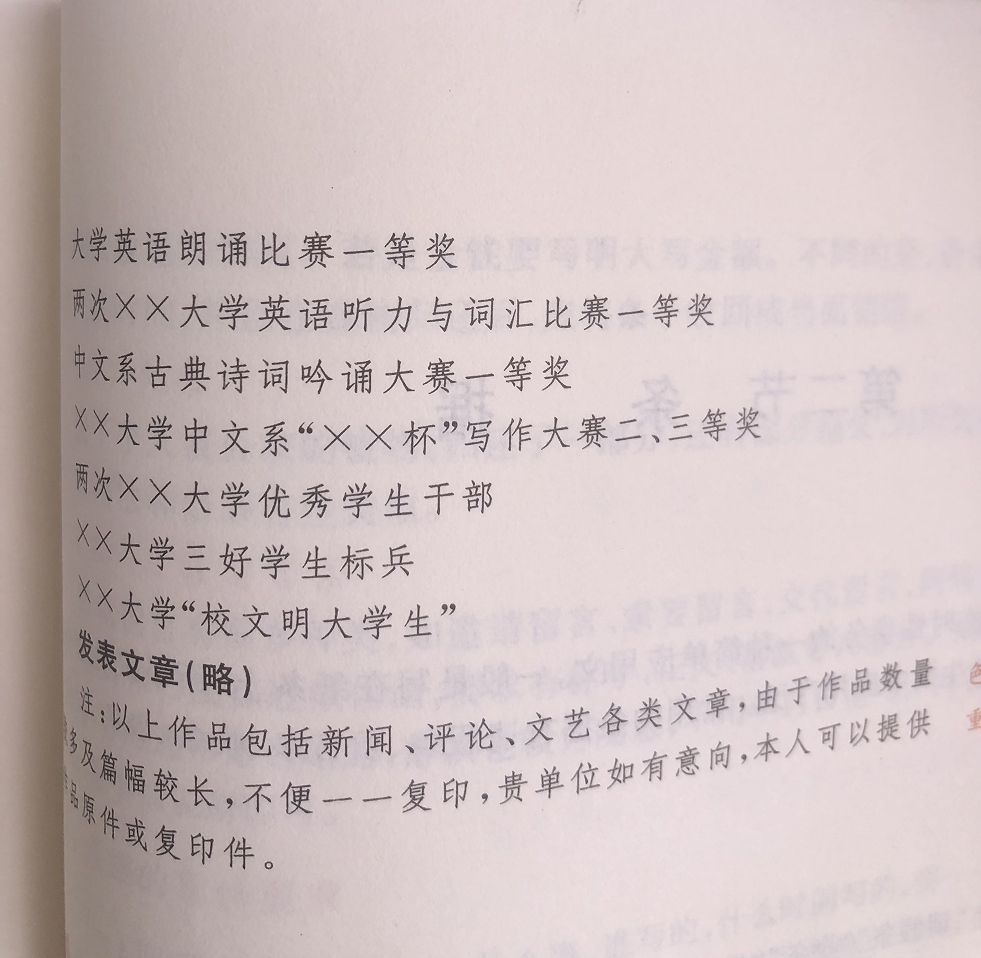 大学英语朗诵比赛一等奖
两次××大学英语听力与词汇比赛一等奖
中文系古典诗词吟诵大赛一等奖
××大学中文系“××杯”写作大赛二、三等奖
两次××大学优秀学生干部
××大学三好学生标兵
××大学“校文明大学生”
发表文章(略)
注:以上作品包括新闻、评论、文艺各类文章,由于作品数量
多及篇幅较长,不便一一复印,贵单位如有意向,本人可以提供
品原件或复印件。